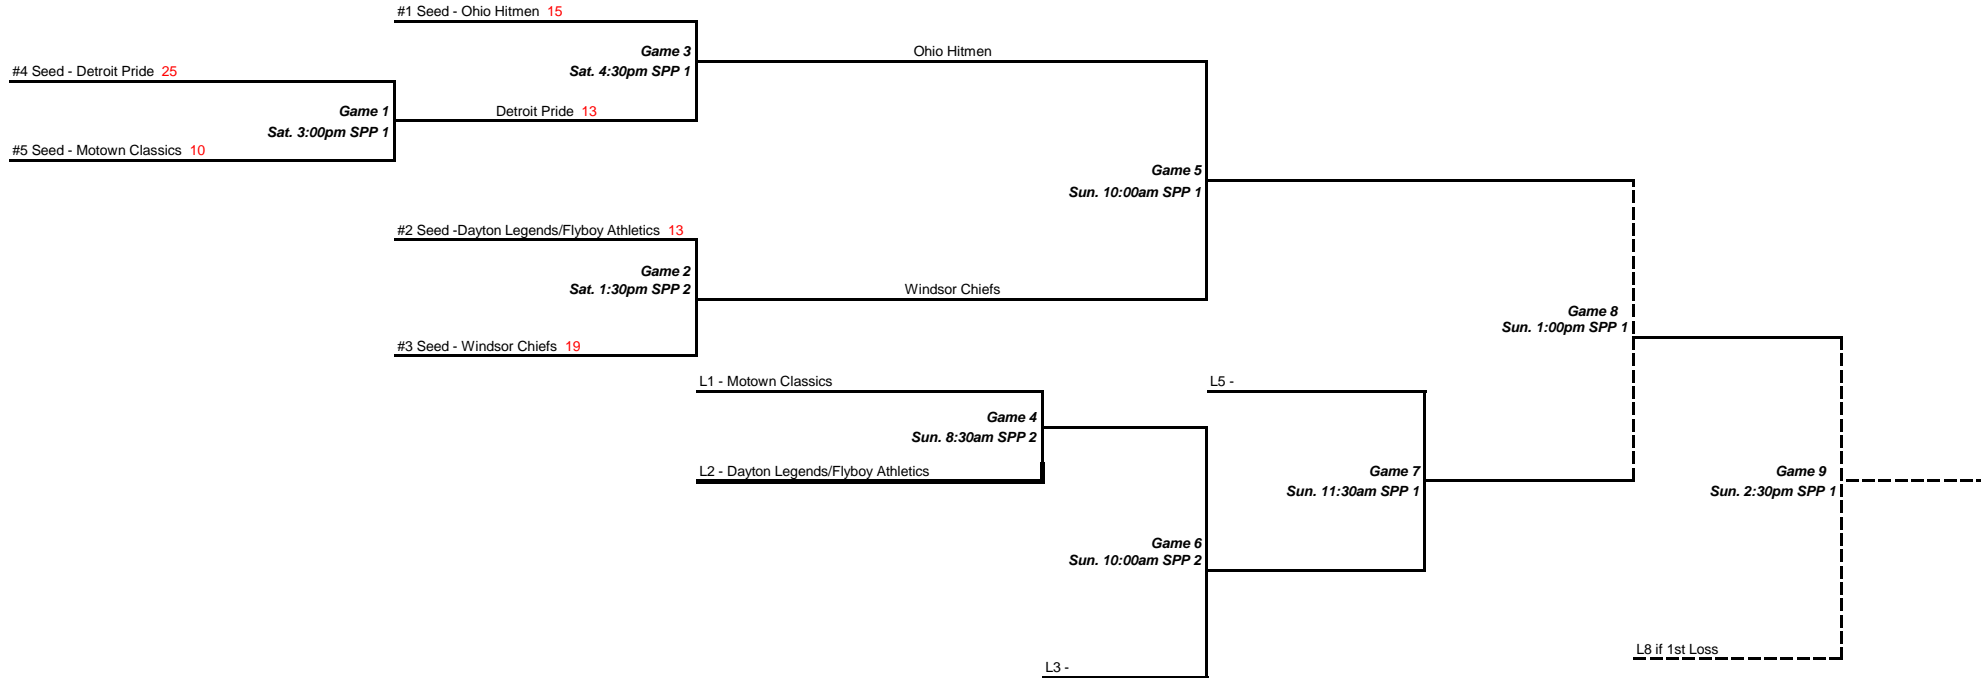 #1 Seed - Ohio Hitmen 15
Game 3
Sat. 4:30pm SPP 1
Ohio Hitmen
#4 Seed - Detroit Pride 25
Game 1
Sat. 3:00pm SPP 1
Detroit Pride 13
#5 Seed - Motown Classics 10
Game 5
Sun. 10:00am SPP 1
#2 Seed -Dayton Legends/Flyboy Athletics 13
Game 2
Sat. 1:30pm SPP 2
Windsor Chiefs
#3 Seed - Windsor Chiefs 19
Game 8
Sun. 1:00pm SPP 1
L1 - Motown Classics
L5 -
Game 4
Sun. 8:30am SPP 2
L2 - Dayton Legends/Flyboy Athletics
Game 7
Sun. 11:30am SPP 1
Game 9
Sun. 2:30pm SPP 1
Game 6
Sun. 10:00am SPP 2
L3 -
L8 if 1st Loss